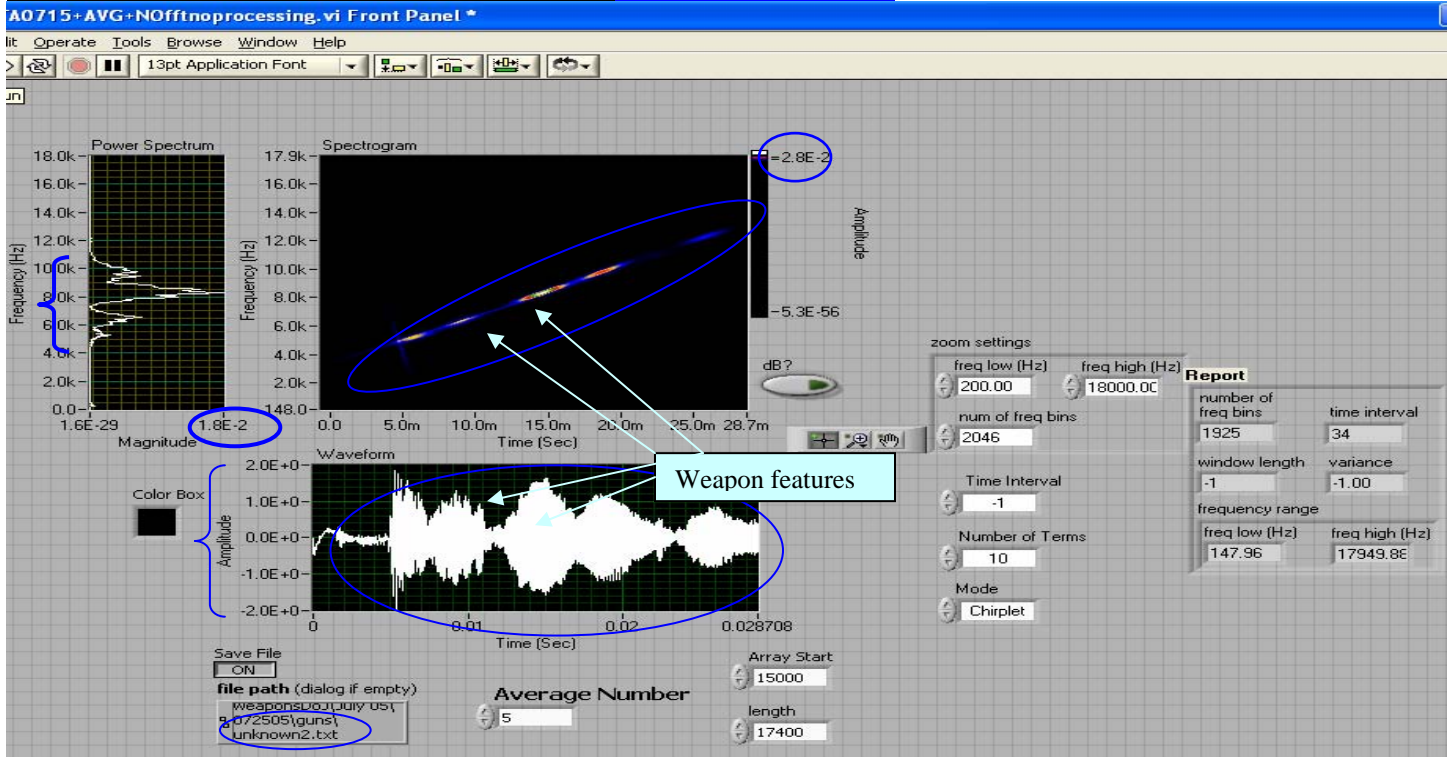 TA0715+AVG+NOfftnoprocessing.vi Front Panel *
dit Operate Tools Browse Window Help
13pt Application Font
un
Power Spectrum
Frequency (Hz)
18.0k
16.0k
14.0k
12.0k
10.0k
8.0k
6.0k
4.0k
2.0k
0.0
1.6E-29
1.8E-2
Magnitude
Spectrogram
Frequency (Hz)
17.9k
16.0k
14.0k
12.0k
10.0k
8.0k
6.0k
4.0k
2.0k
148.0
0.0 5.0m 10.0m 15.0m 20.0m 25.0m 28.7m
Time (Sec)
=2.8E-2
Amplitude
-5.3E-56
dB?
Weapon features
Color Box
Waveform
Amplitude
2.0E+0
1.0E+0
0.0E+0
-1.0E+0
-2.0E+0
0 0.01 0.02 0.028708
Time (Sec)
zoom settings
freq low (Hz) freq high (Hz)
200.00 18000.00
num of freq bins
2046
Time Interval
-1
Number of Terms
10
Mode
Chirplet
Report
number of
freq bins
time interval
1925 34
window length variance
-1 -1.00
frequency range
freq low (Hz) freq high (Hz)
147.96 17949.88
Save File
ON
file path (dialog if empty)
weaponsDoJ\July 05\
072505\guns\
unknown2.txt
Average Number
5
Array Start
15000
length
17400